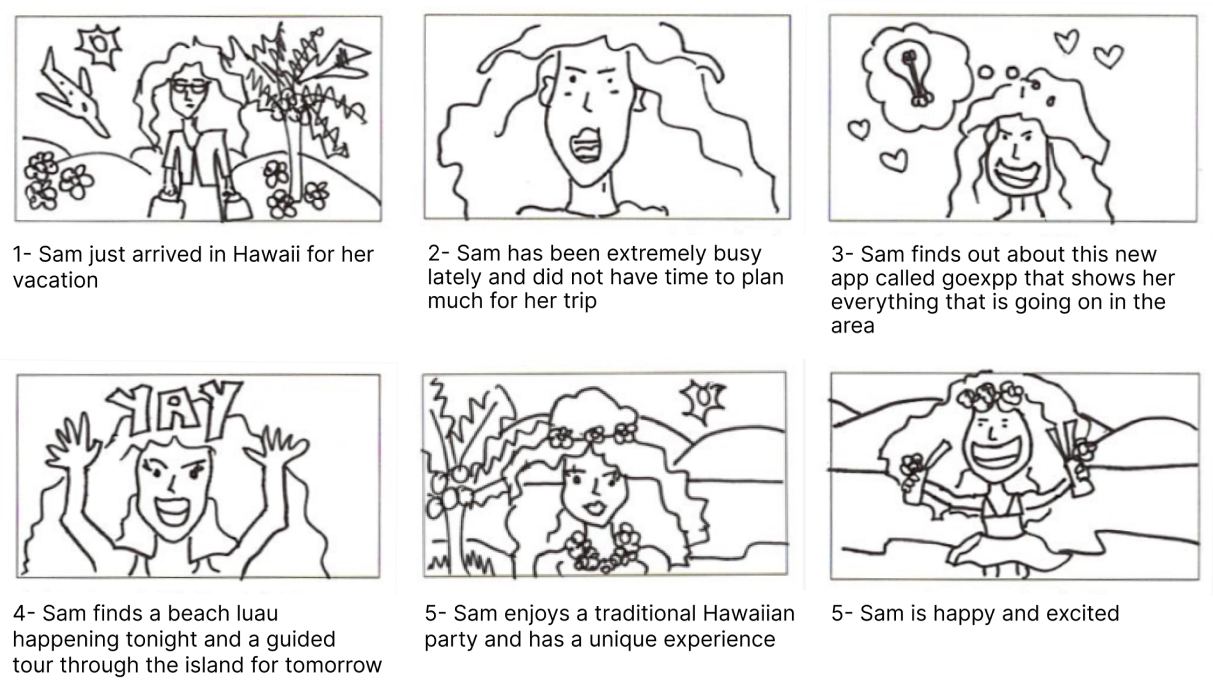 1- Sam just arrived in Hawaii for her
vacation
2- Sam has been extremely busy
lately and did not have time to plan
much for her trip
3- Sam finds out about this new
app called goexpp that shows her
everything that is going on in the
area
YAY
4- Sam finds a beach luau
happening tonight and a guided
tour through the island for tomorrow
5- Sam enjoys a traditional Hawaiian
party and has a unique experience
5- Sam is happy and excited